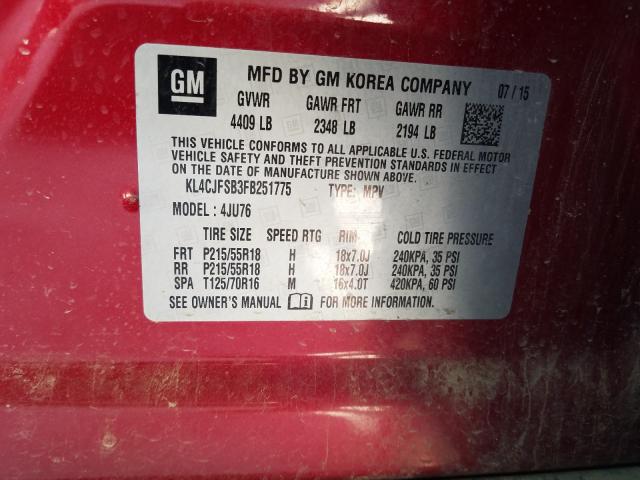 GM MFD BY GM KOREA COMPANY 07/15
GVWR GAWR FRT GAWR RR
4409 LB 2348 LB 2194 LB
THIS VEHICLE CONFORMS TO ALL APPLICABLE U.S. FEDERAL MOTOR
VEHICLE SAFETY AND THEFT PREVENTION STANDARDS IN EFFECT
ON THE DATE OF MANUFACTURE SHOWN ABOVE.
KL4CJFSB3FB251775 TYPE: MPV
MODEL: 4JU76
TIRE SIZE SPEED RTG RIM COLD TIRE PRESSURE
FRT P215/55R18 H 18x7.0J 240KPA, 35 PSI
RR P215/55R18 H 18x7.0J 240KPA, 35 PSI
SPA T125/70R16 M 16x4.0T 420KPA, 60 PSI
SEE OWNER'S MANUAL FOR MORE INFORMATION.